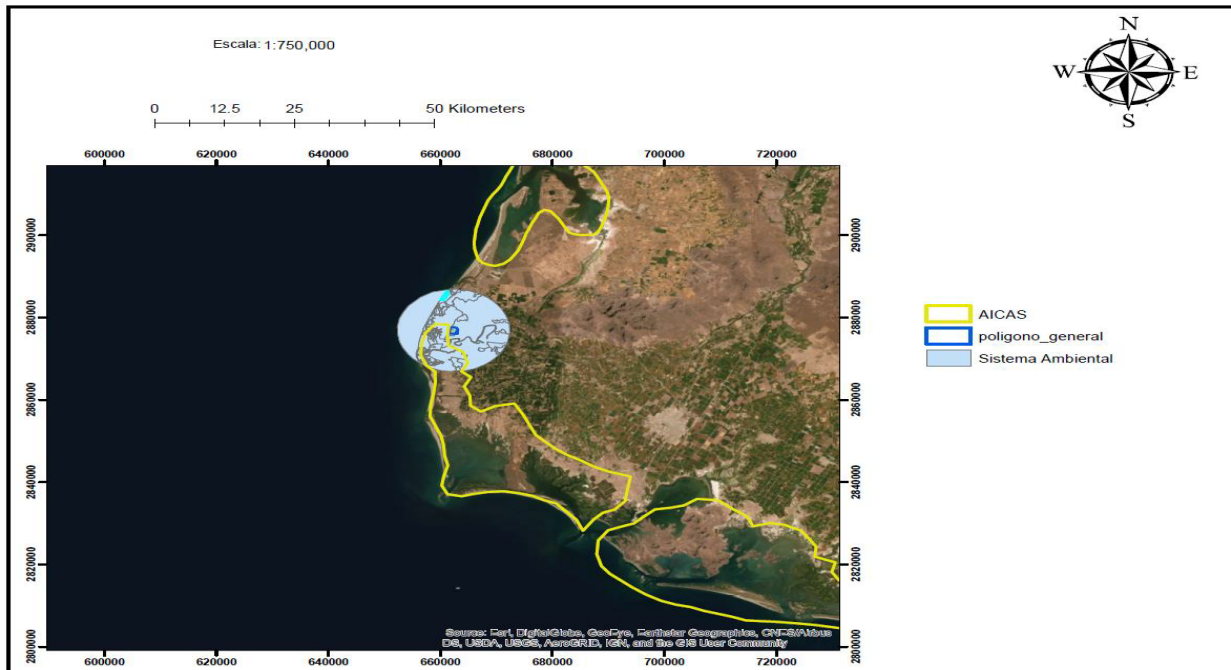 Escala: 1:750,000
N
W E
S
0 12.5 25 50 Kilometers
600000 620000 640000 660000 680000 700000 720000
2900000 2900000
2880000 2880000
2860000 2860000
2840000 2840000
2820000 2820000
2800000 2800000
AICAS
poligono_general
Sistema Ambiental
Source: Esri, DigitalGlobe, GeoEye, Earthstar Geographics, CNES/Airbus
DS, USDA, USGS, AeroGRID, IGN, and the GIS User Community
600000 620000 640000 660000 680000 700000 720000